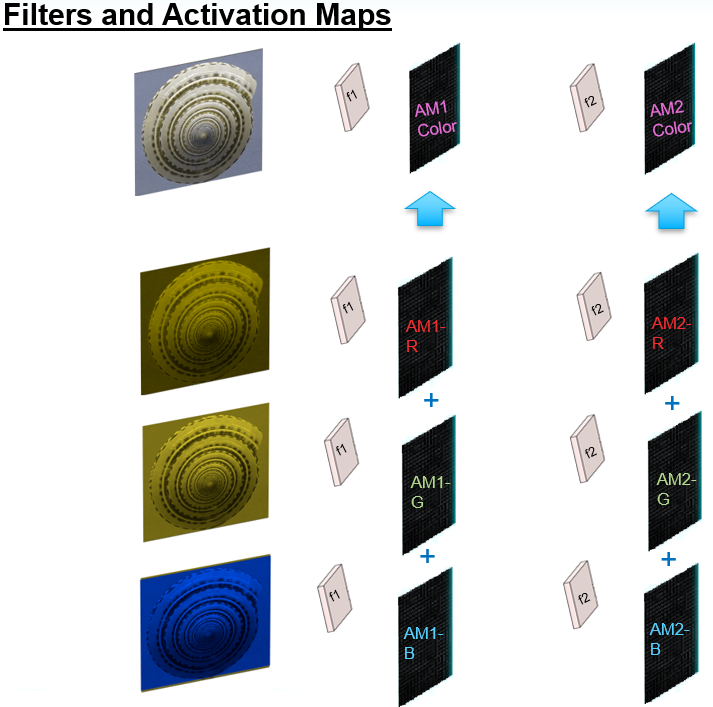 Filters and Activation Maps
f1
AM1
Color
f2
AM2
Color
f1
AM1-
R
f2
AM2-
R
+
+
f1
AM1-
G
f2
AM2-
G
+
+
f1
AM1-
B
f2
AM2-
B